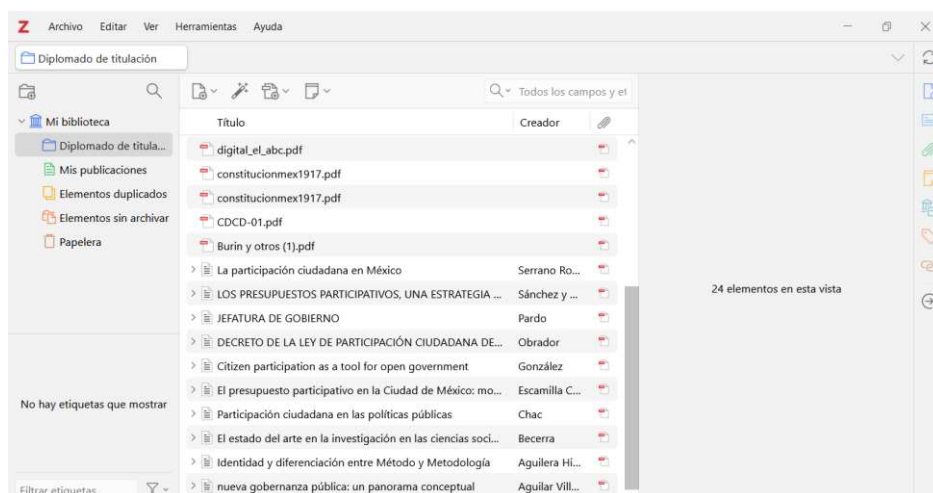 Z Archivo Editar Ver Herramientas Ayuda
Diplomado de titulación
Mi biblioteca
Diplomado de titula...
Mis publicaciones
Elementos duplicados
Elementos sin archivar
Papelera
No hay etiquetas que mostrar
Filtrar etiquetas
Todos los campos y et
Título Creador
digital_el_abc.pdf
constitucionmex1917.pdf
constitucionmex1917.pdf
CDCD-01.pdf
Burin y otros (1).pdf
La participación ciudadana en México Serrano Ro...
LOS PRESUPUESTOS PARTICIPATIVOS, UNA ESTRATEGIA ... Sánchez y ...
JEFATURA DE GOBIERNO Pardo
DECRETO DE LA LEY DE PARTICIPACIÓN CIUDADANA DE... Obrador
Citizen participation as a tool for open government González
El presupuesto participativo en la Ciudad de México: mo... Escamilla C...
Participación ciudadana en las políticas públicas Chac
El estado del arte en la investigación en las ciencias soci... Becerra
Identidad y diferenciación entre Método y Metodología Aguilera Hi...
nueva gobernanza pública: un panorama conceptual Aguilar Vill...
24 elementos en esta vista